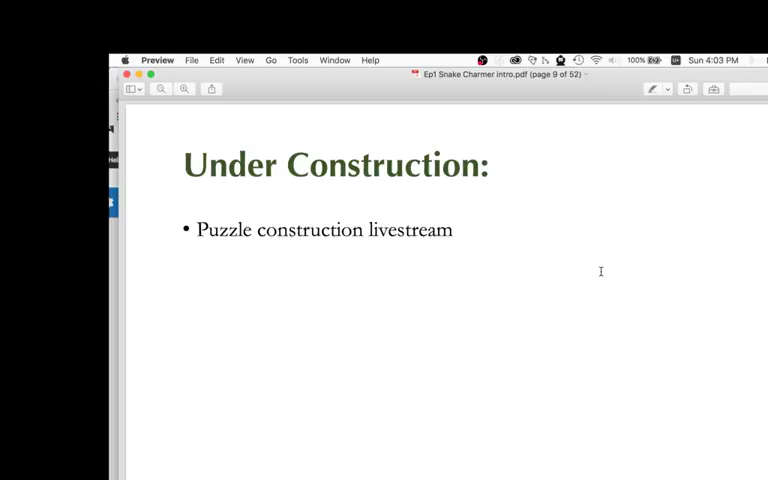 Preview File Edit View Go Tools Window Help 100% Sun 4:03 PM
Ep1 Snake Charmer intro.pdf (page 9 of 52)
Under Construction:
• Puzzle construction livestream